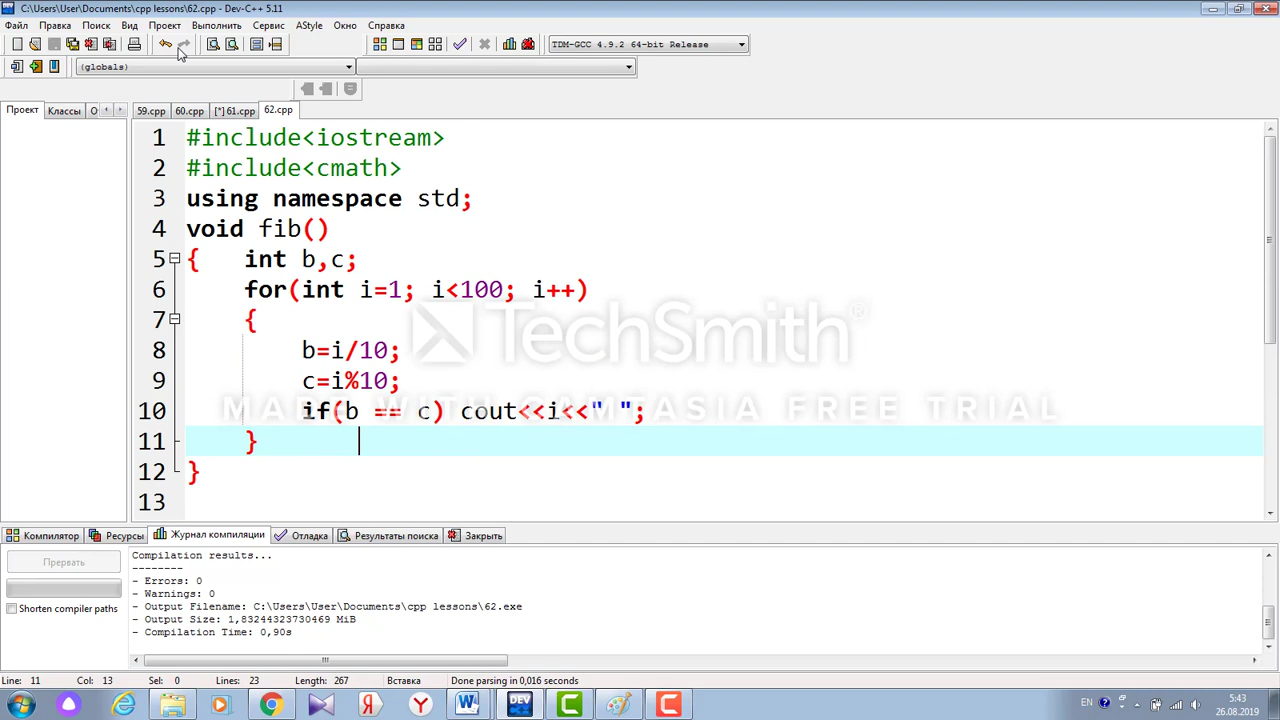 C:\Users\User\Documents\cpp lessons\62.cpp - Dev-C++ 5.11
Файл Правка Поиск Вид Проект Выполнить Сервис AStyle Окно Справка
TDM-GCC 4.9.2 64-bit Release
(globals)
Проект Классы О 59.cpp 60.cpp [*] 61.cpp 62.cpp
1 #include<iostream>
2 #include<cmath>
3 using namespace std;
4 void fib()
5 { int b,c;
6 for(int i=1; i<100; i++)
7 {
8 b=i/10;
9 c=i%10;
10 if(b == c) cout<<i<<" ";
11 }
12 }
13
TechSmith®
MADE WITH CAMTASIA FREE TRIAL
Компилятор Ресурсы Журнал компиляции Отладка Результаты поиска Закрыть
Прервать
Shorten compiler paths
Compilation results...
--------
- Errors: 0
- Warnings: 0
- Output Filename: C:\Users\User\Documents\cpp lessons\62.exe
- Output Size: 1,83244323730469 MiB
- Compilation Time: 0,90s
Line: 11 Col: 13 Sel: 0 Lines: 23 Length: 267 Вставка Done parsing in 0,016 seconds
EN 5:43
26.08.2019